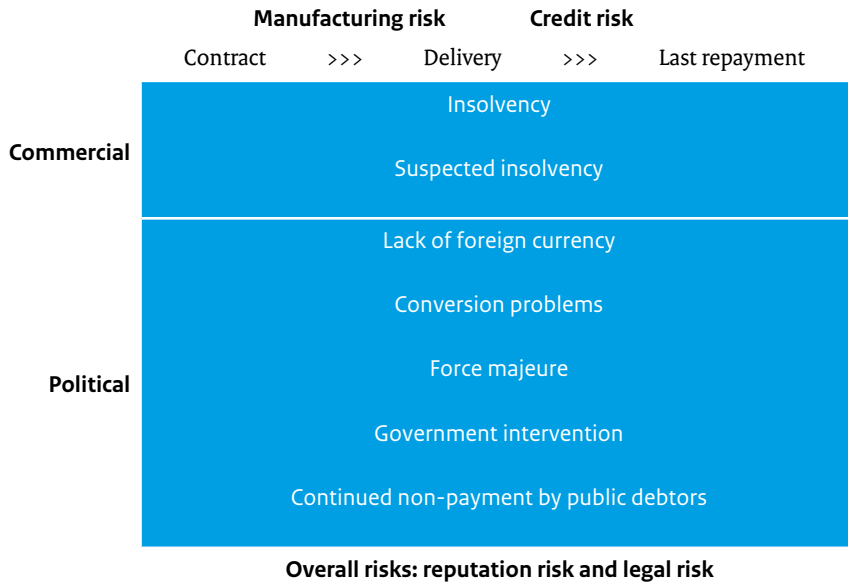 Manufacturing risk Credit risk
Contract >>> Delivery >>> Last repayment
Insolvency
Commercial
Suspected insolvency
Lack of foreign currency
Conversion problems
Force majeure
Political
Government intervention
Continued non-payment by public debtors
Overall risks: reputation risk and legal risk